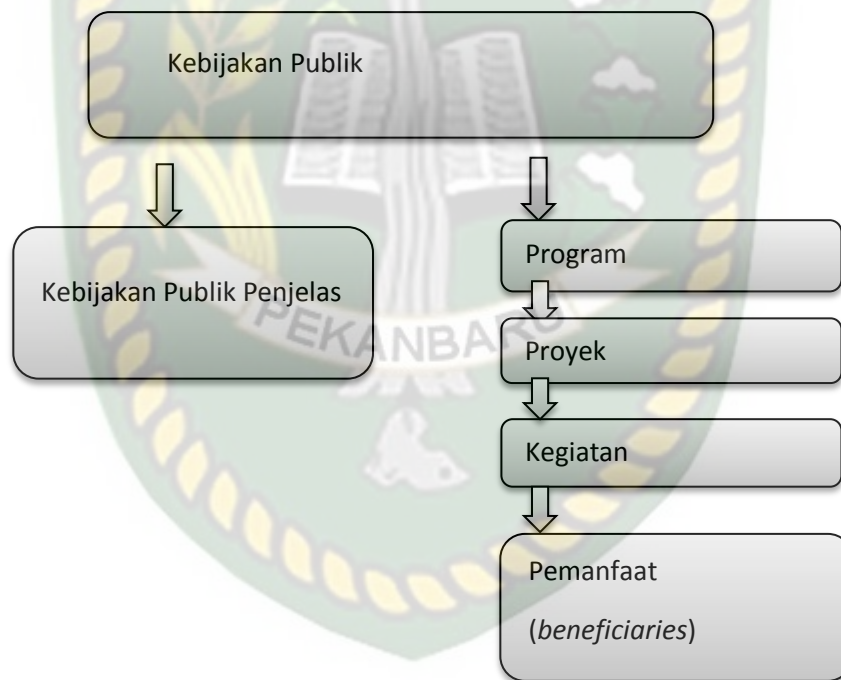 Kebijakan Publik
Kebijakan Publik Penjelas
Program
Proyek
Kegiatan
Pemanfaat
(beneficiaries)
PEKANBARU